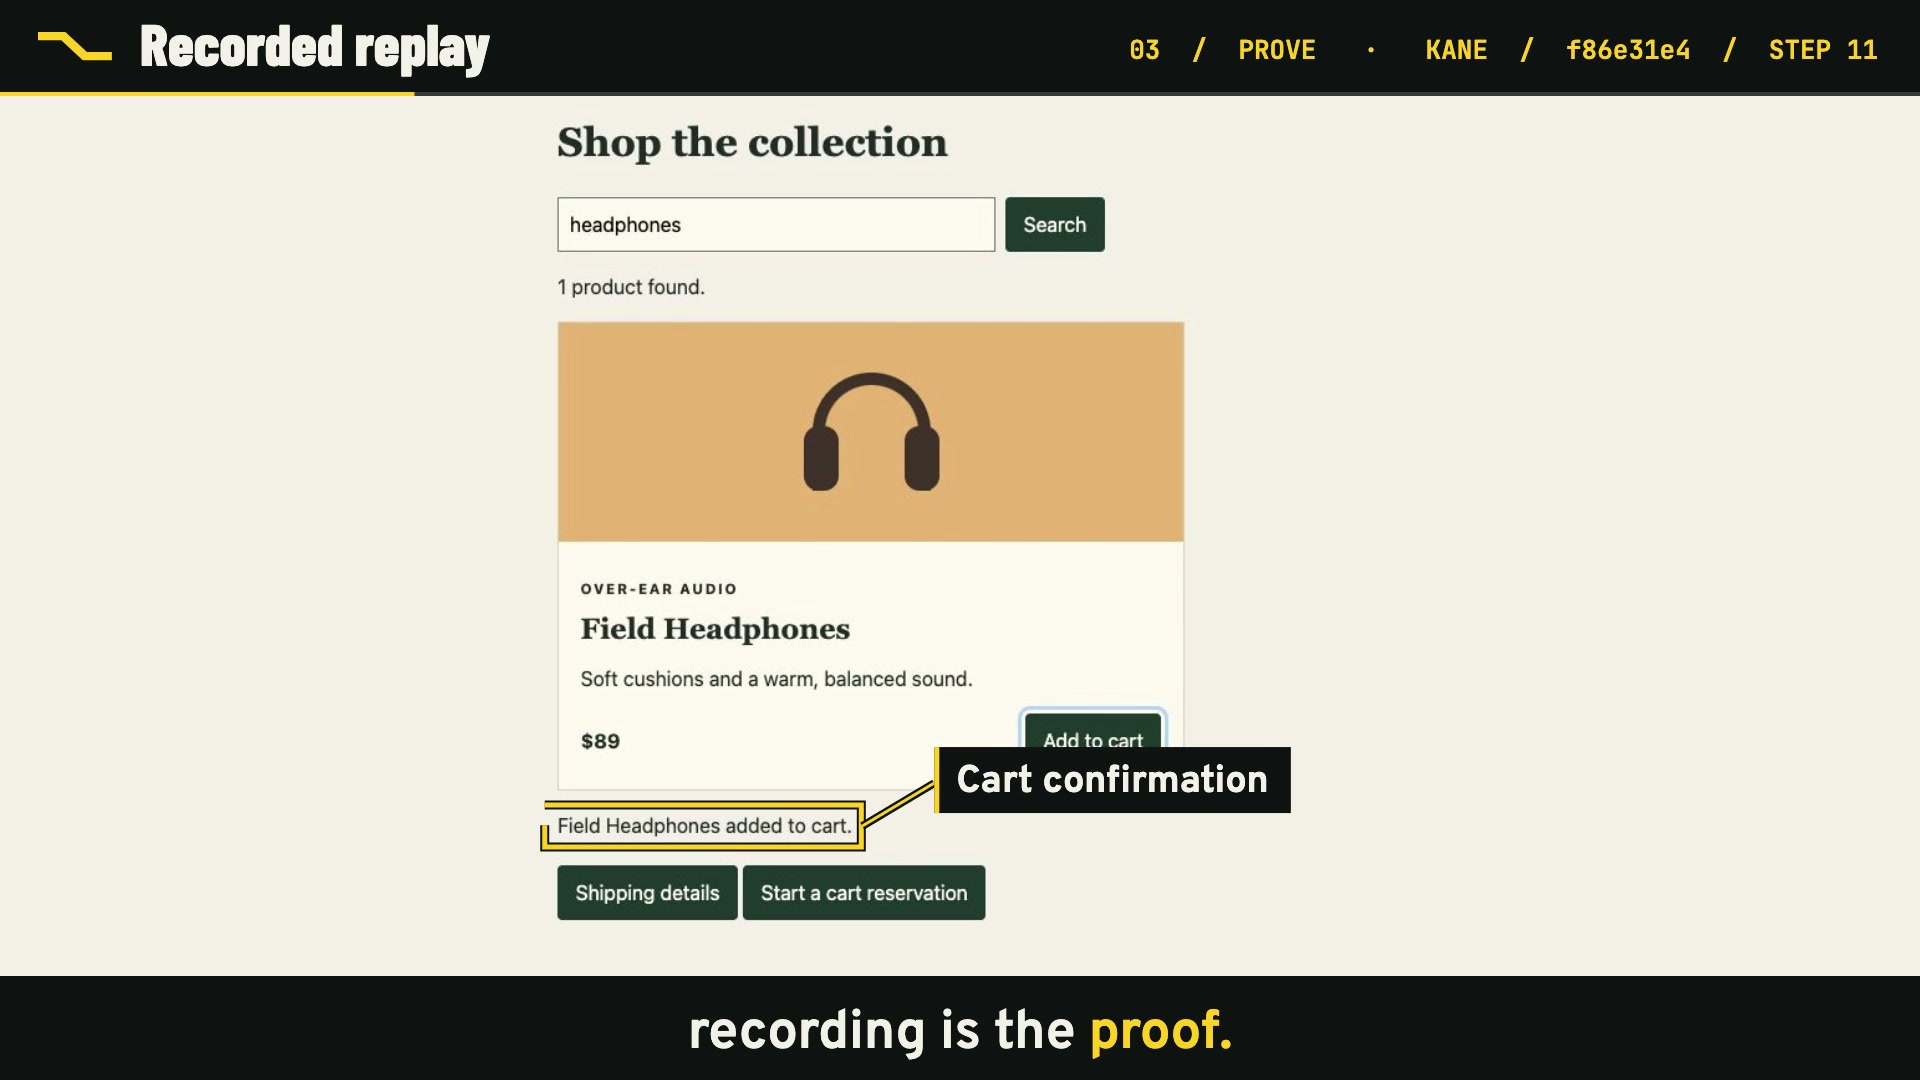 Recorded replay
03 / PROVE · KANE / f86e31e4 / STEP 11
Shop the collection
headphones
Search
1 product found.
OVER-EAR AUDIO
Field Headphones
Soft cushions and a warm, balanced sound.
$89
Add to cart
Cart confirmation
Field Headphones added to cart.
Shipping details
Start a cart reservation
recording is the proof.